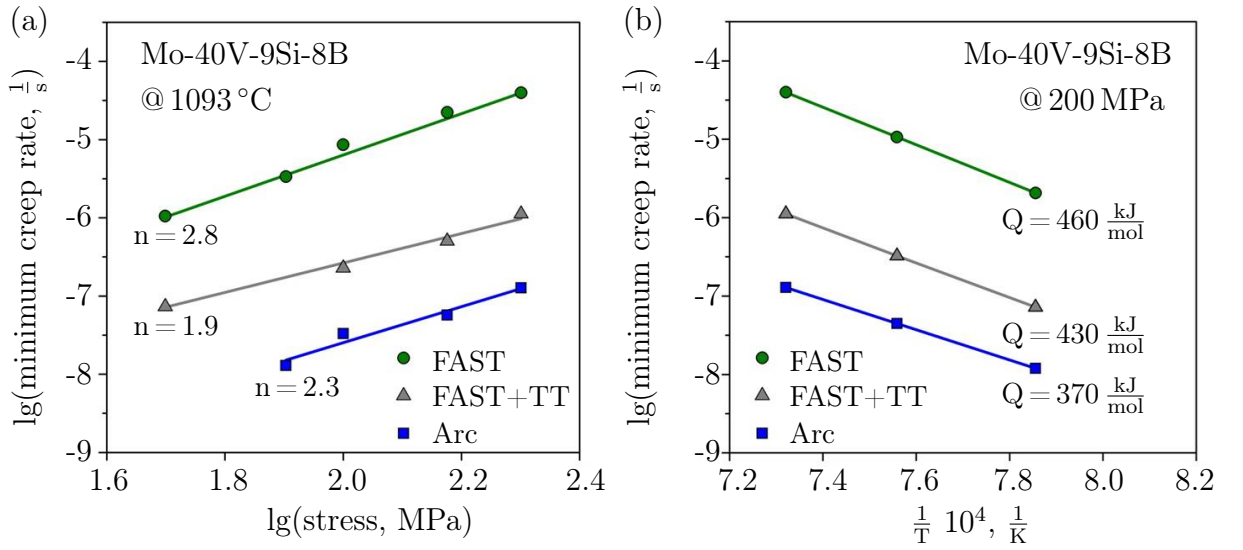 (a)
Mo-40V-9Si-8B
@ 1093 °C
lg(minimum creep rate, 1/s)
-4
-5
-6
-7
-8
-9
n = 2.8
n = 1.9
n = 2.3
FAST
FAST+TT
Arc
1.6
1.8
2.0
2.2
2.4
lg(stress, MPa)
(b)
Mo-40V-9Si-8B
@ 200 MPa
lg(minimum creep rate, 1/s)
-4
-5
-6
-7
-8
-9
Q = 460 kJ/mol
Q = 430 kJ/mol
Q = 370 kJ/mol
FAST
FAST+TT
Arc
7.2
7.4
7.6
7.8
8.0
8.2
1/T 10⁴, 1/K